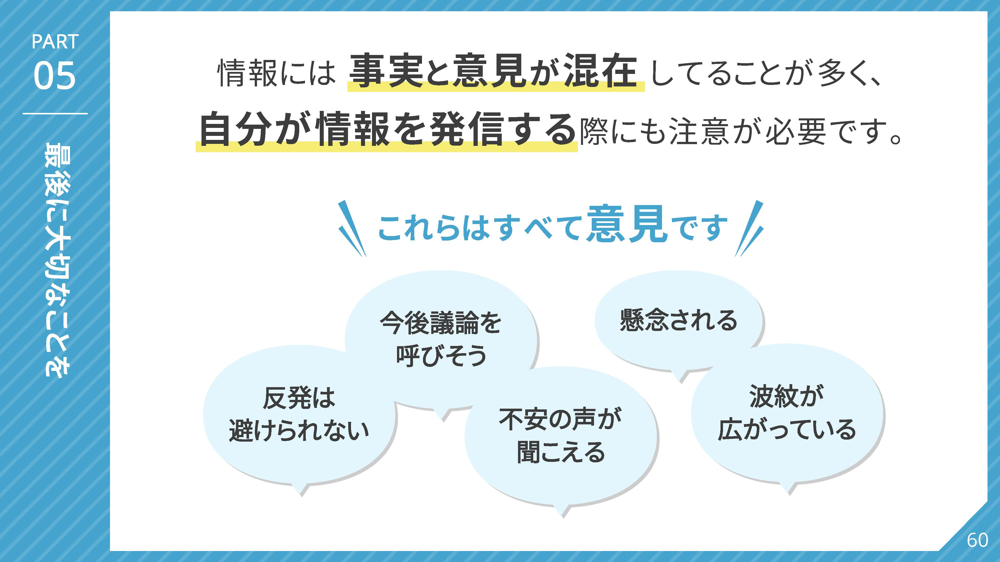 PART
05
最後に大切なことを
情報には 事実と意見が混在 してることが多く、
自分が情報を発信する際にも注意が必要です。
これらはすべて意見です
今後議論を
呼びそう
懸念される
反発は
避けられない
不安の声が
聞こえる
波紋が
広がっている
60